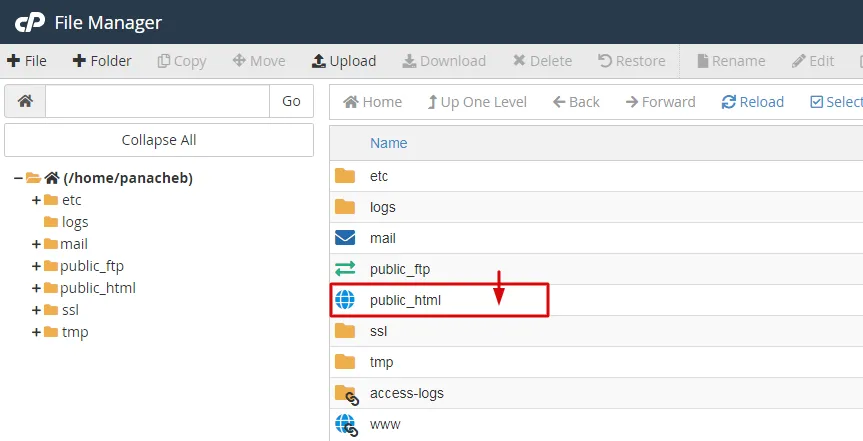 cP File Manager
+ File + Folder Copy Move Upload Download Delete Restore Rename Edit
Go
Home Up One Level Back Forward Reload Select
Collapse All
Name
(/home/panacheb)
etc
logs
mail
public_ftp
public_html
ssl
tmp
etc
logs
mail
public_ftp
public_html
ssl
tmp
access-logs
www